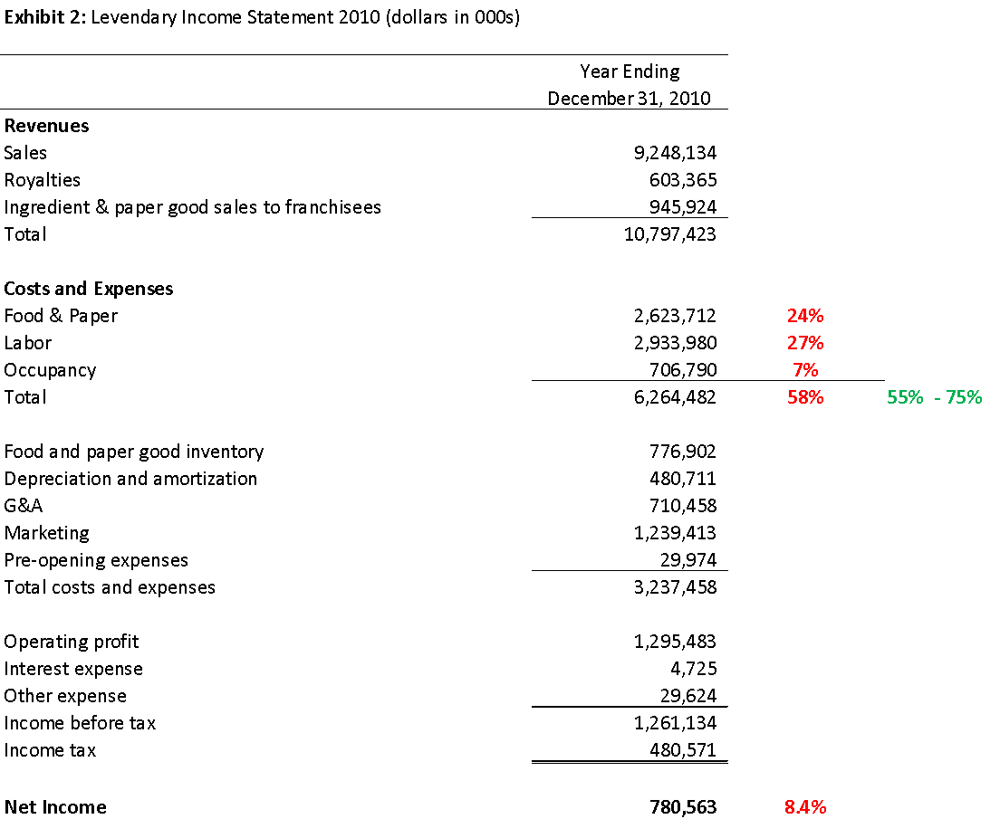 Exhibit 2: Levendary Income Statement 2010 (dollars in 000s)
Year Ending
December 31, 2010
Revenues
Sales 9,248,134
Royalties 603,365
Ingredient & paper good sales to franchisees 945,924
Total 10,797,423
Costs and Expenses
Food & Paper 2,623,712 24%
Labor 2,933,980 27%
Occupancy 706,790 7%
Total 6,264,482 58% 55% - 75%
Food and paper good inventory 776,902
Depreciation and amortization 480,711
G&A 710,458
Marketing 1,239,413
Pre-opening expenses 29,974
Total costs and expenses 3,237,458
Operating profit 1,295,483
Interest expense 4,725
Other expense 29,624
Income before tax 1,261,134
Income tax 480,571
Net Income 780,563 8.4%